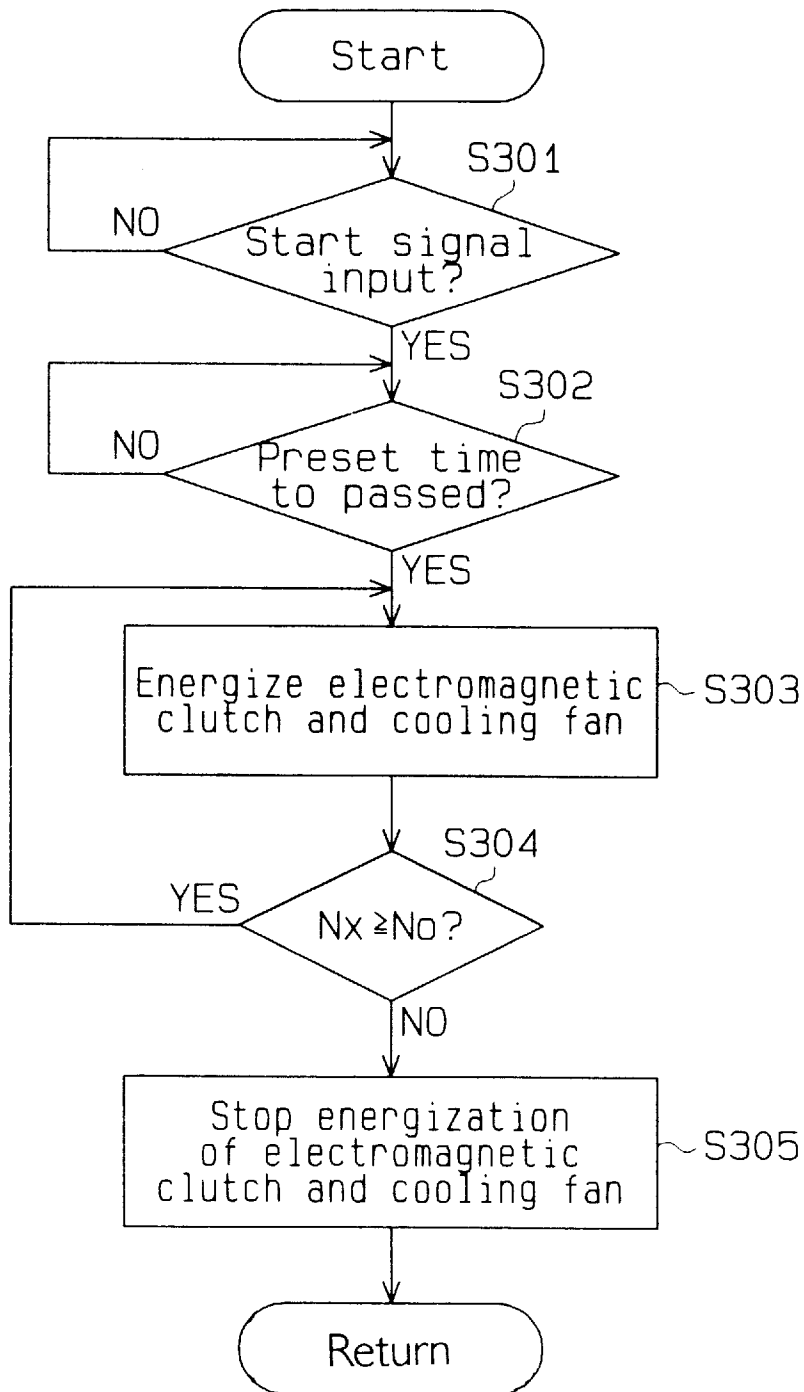 Start
S301
NO
Start signal
input?
YES
S302
NO
Preset time
to passed?
YES
Energize electromagnetic
clutch and cooling fan
S303
S304
YES
Nx ≧No?
NO
Stop energization
of electromagnetic
clutch and cooling fan
S305
Return